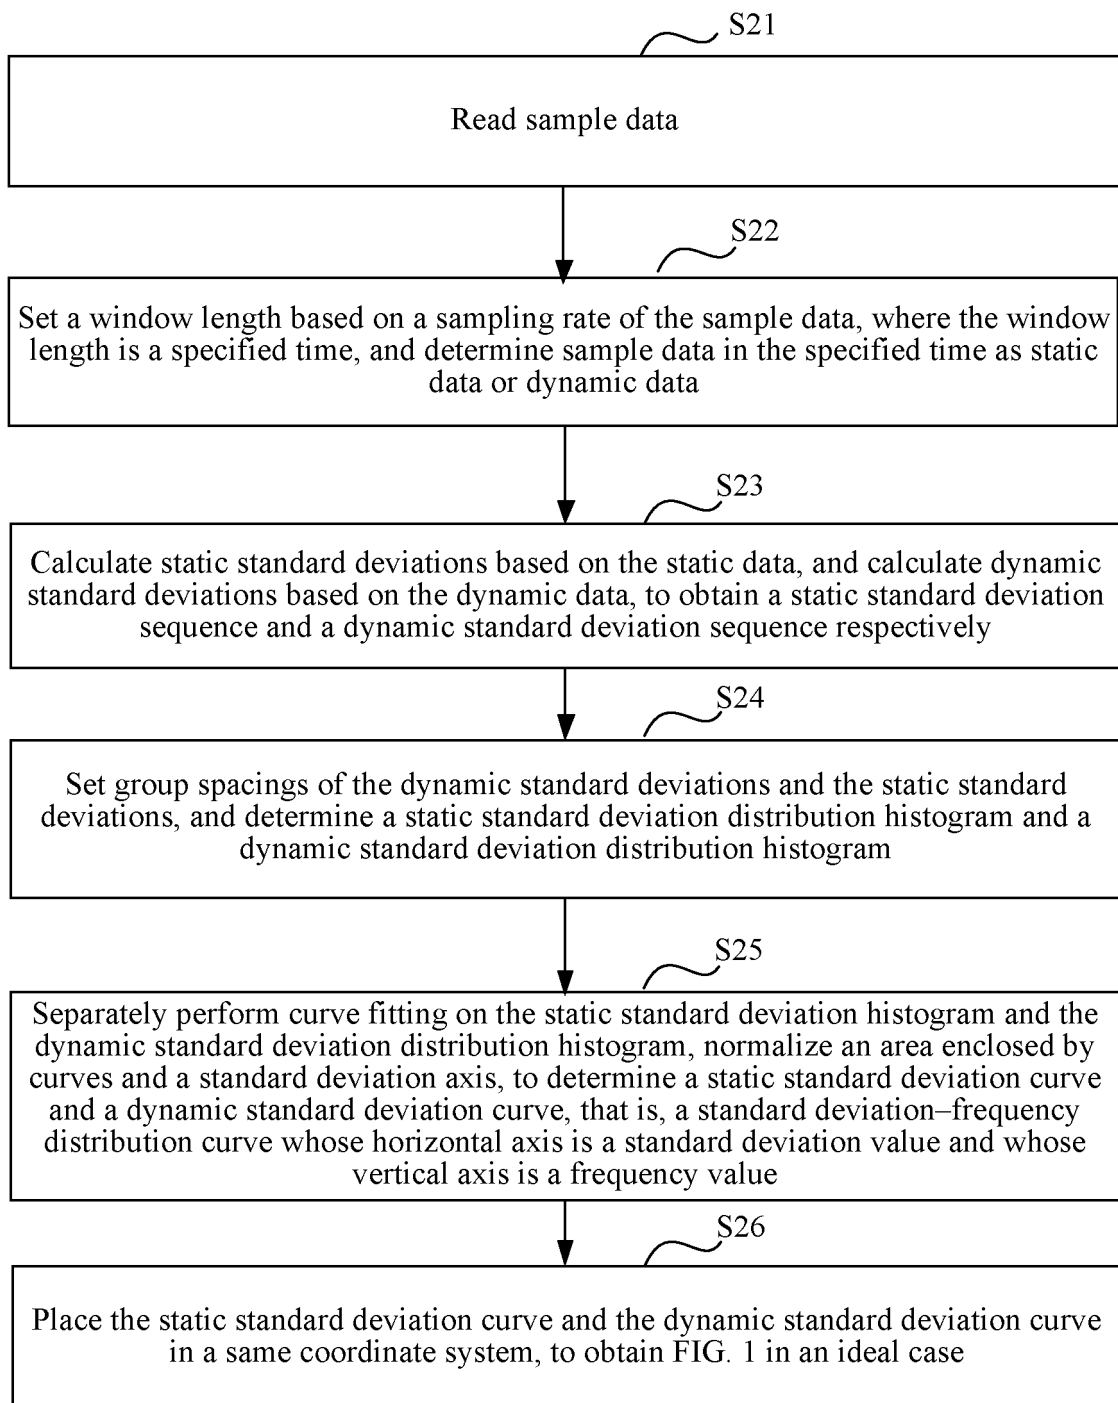 S21
Read sample data
S22
Set a window length based on a sampling rate of the sample data, where the window
length is a specified time, and determine sample data in the specified time as static
data or dynamic data
S23
Calculate static standard deviations based on the static data, and calculate dynamic
standard deviations based on the dynamic data, to obtain a static standard deviation
sequence and a dynamic standard deviation sequence respectively
S24
Set group spacings of the dynamic standard deviations and the static standard
deviations, and determine a static standard deviation distribution histogram and a
dynamic standard deviation distribution histogram
S25
Separately perform curve fitting on the static standard deviation histogram and the
dynamic standard deviation distribution histogram, normalize an area enclosed by
curves and a standard deviation axis, to determine a static standard deviation curve
and a dynamic standard deviation curve, that is, a standard deviation–frequency
distribution curve whose horizontal axis is a standard deviation value and whose
vertical axis is a frequency value
S26
Place the static standard deviation curve and the dynamic standard deviation curve
in a same coordinate system, to obtain FIG. 1 in an ideal case